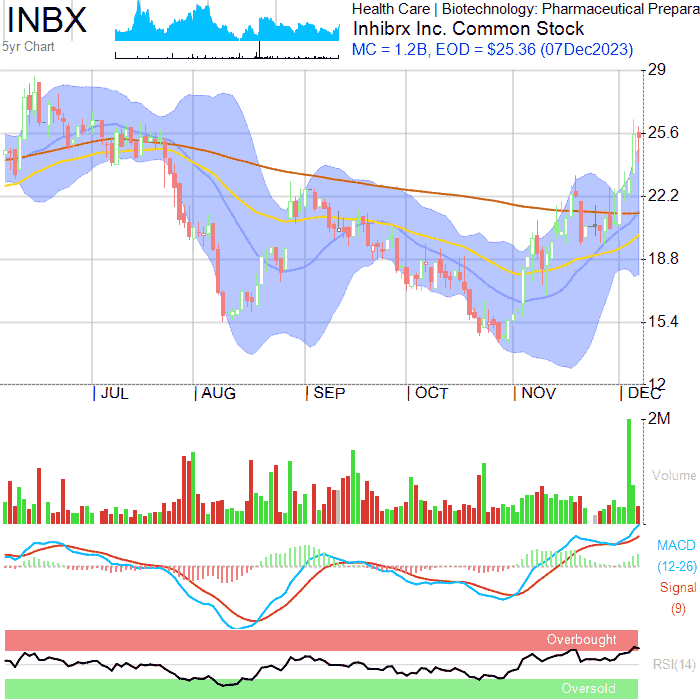 INBX
5yr Chart
Health Care | Biotechnology: Pharmaceutical Prepara
Inhibrx Inc. Common Stock
MC = 1.2B, EOD = $25.36 (07Dec2023)
29
25.6
22.2
18.8
15.4
12
JUL AUG SEP OCT NOV DEC
2M
Volume
MACD
(12-26)
Signal
(9)
Overbought
RSI(14)
Oversold